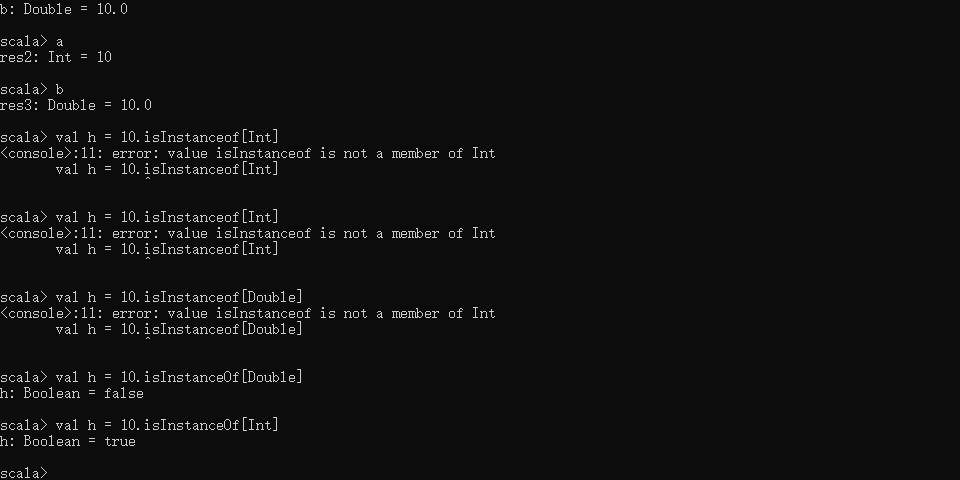 b: Double = 10.0
scala> a
res2: Int = 10
scala> b
res3: Double = 10.0
scala> val h = 10.isInstanceof[Int]
<console>:11: error: value isInstanceof is not a member of Int
       val h = 10.isInstanceof[Int]
                  ^
scala> val h = 10.isInstanceof[Int]
<console>:11: error: value isInstanceof is not a member of Int
       val h = 10.isInstanceof[Int]
                  ^
scala> val h = 10.isInstanceof[Double]
<console>:11: error: value isInstanceof is not a member of Int
       val h = 10.isInstanceof[Double]
                  ^
scala> val h = 10.isInstanceOf[Double]
h: Boolean = false
scala> val h = 10.isInstanceOf[Int]
h: Boolean = true
scala>